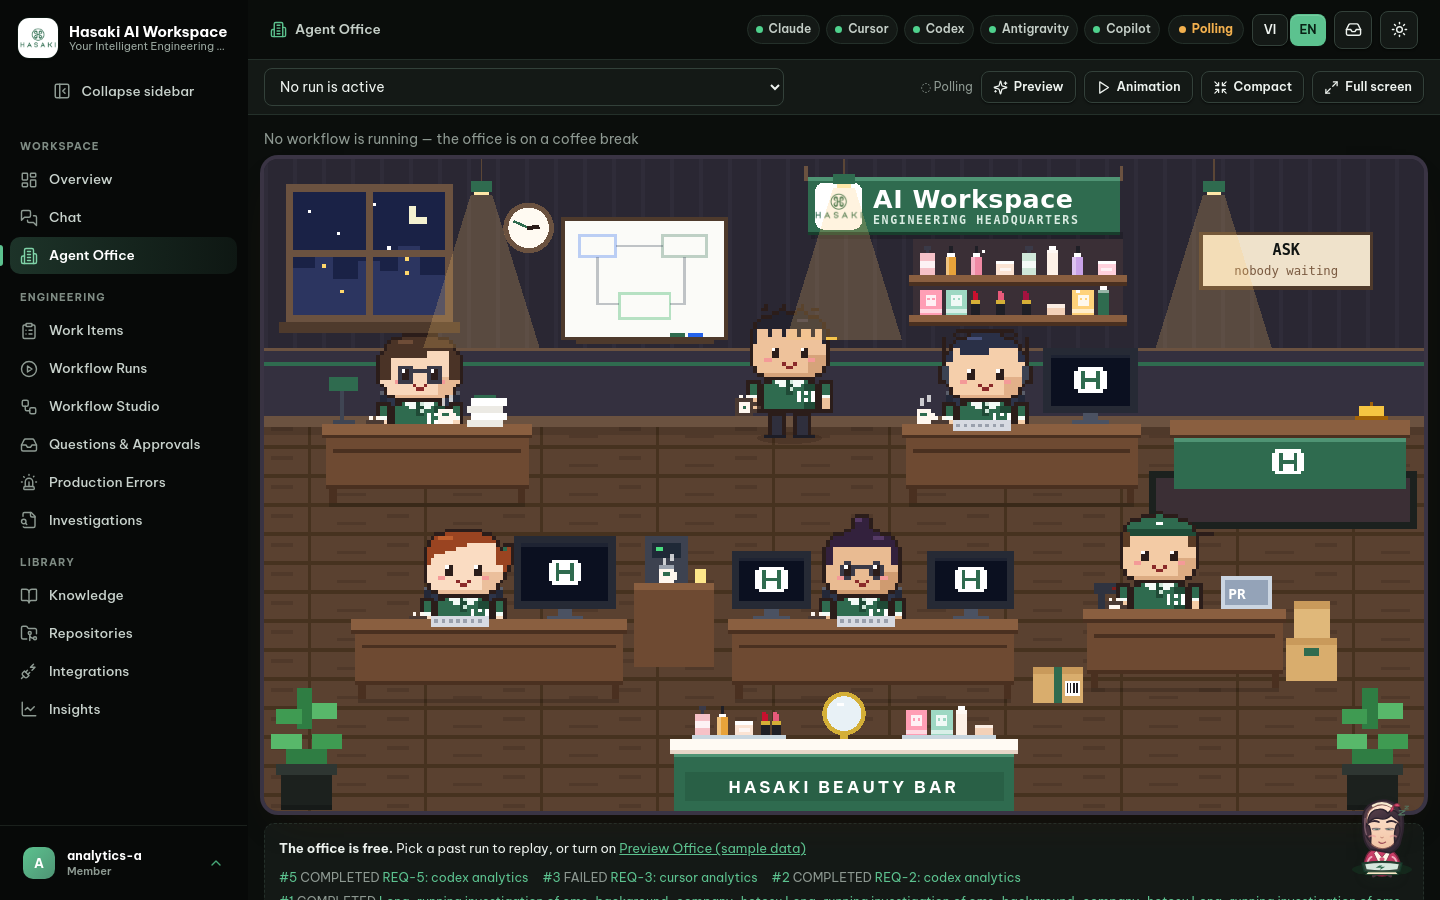 HASAKI
Hasaki AI Workspace
Your Intelligent Engineering ...
Collapse sidebar
WORKSPACE
Overview
Chat
Agent Office
ENGINEERING
Work Items
Workflow Runs
Workflow Studio
Questions & Approvals
Production Errors
Investigations
LIBRARY
Knowledge
Repositories
Integrations
Insights
A
analytics-a
Member
Agent Office
Claude
Cursor
Codex
Antigravity
Copilot
Polling
VI
EN
No run is active
Polling
Preview
Animation
Compact
Full screen
No workflow is running — the office is on a coffee break
HASAKI
AI Workspace
ENGINEERING HEADQUARTERS
ASK
nobody waiting
H
H
H
H
H
PR
HASAKI BEAUTY BAR
The office is free. Pick a past run to replay, or turn on Preview Office (sample data)
#5 COMPLETED REQ-5: codex analytics #3 FAILED REQ-3: cursor analytics #2 COMPLETED REQ-2: codex analytics